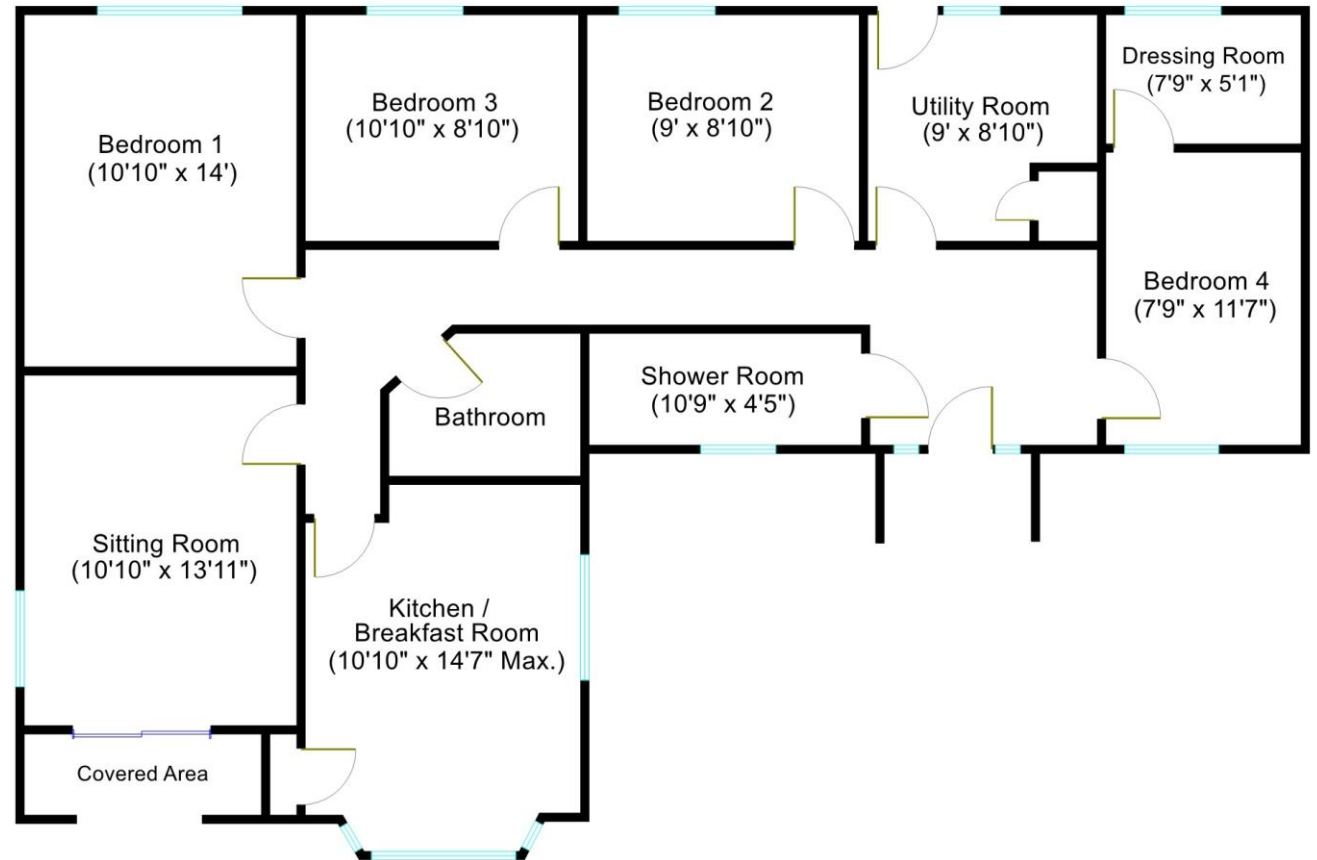 Bedroom 1
(10'10" x 14')
Bedroom 3
(10'10" x 8'10")
Bedroom 2
(9' x 8'10")
Utility Room
(9' x 8'10")
Dressing Room
(7'9" x 5'1")
Bedroom 4
(7'9" x 11'7")
Shower Room
(10'9" x 4'5")
Bathroom
Sitting Room
(10'10" x 13'11")
Kitchen /
Breakfast Room
(10'10" x 14'7" Max.)
Covered Area